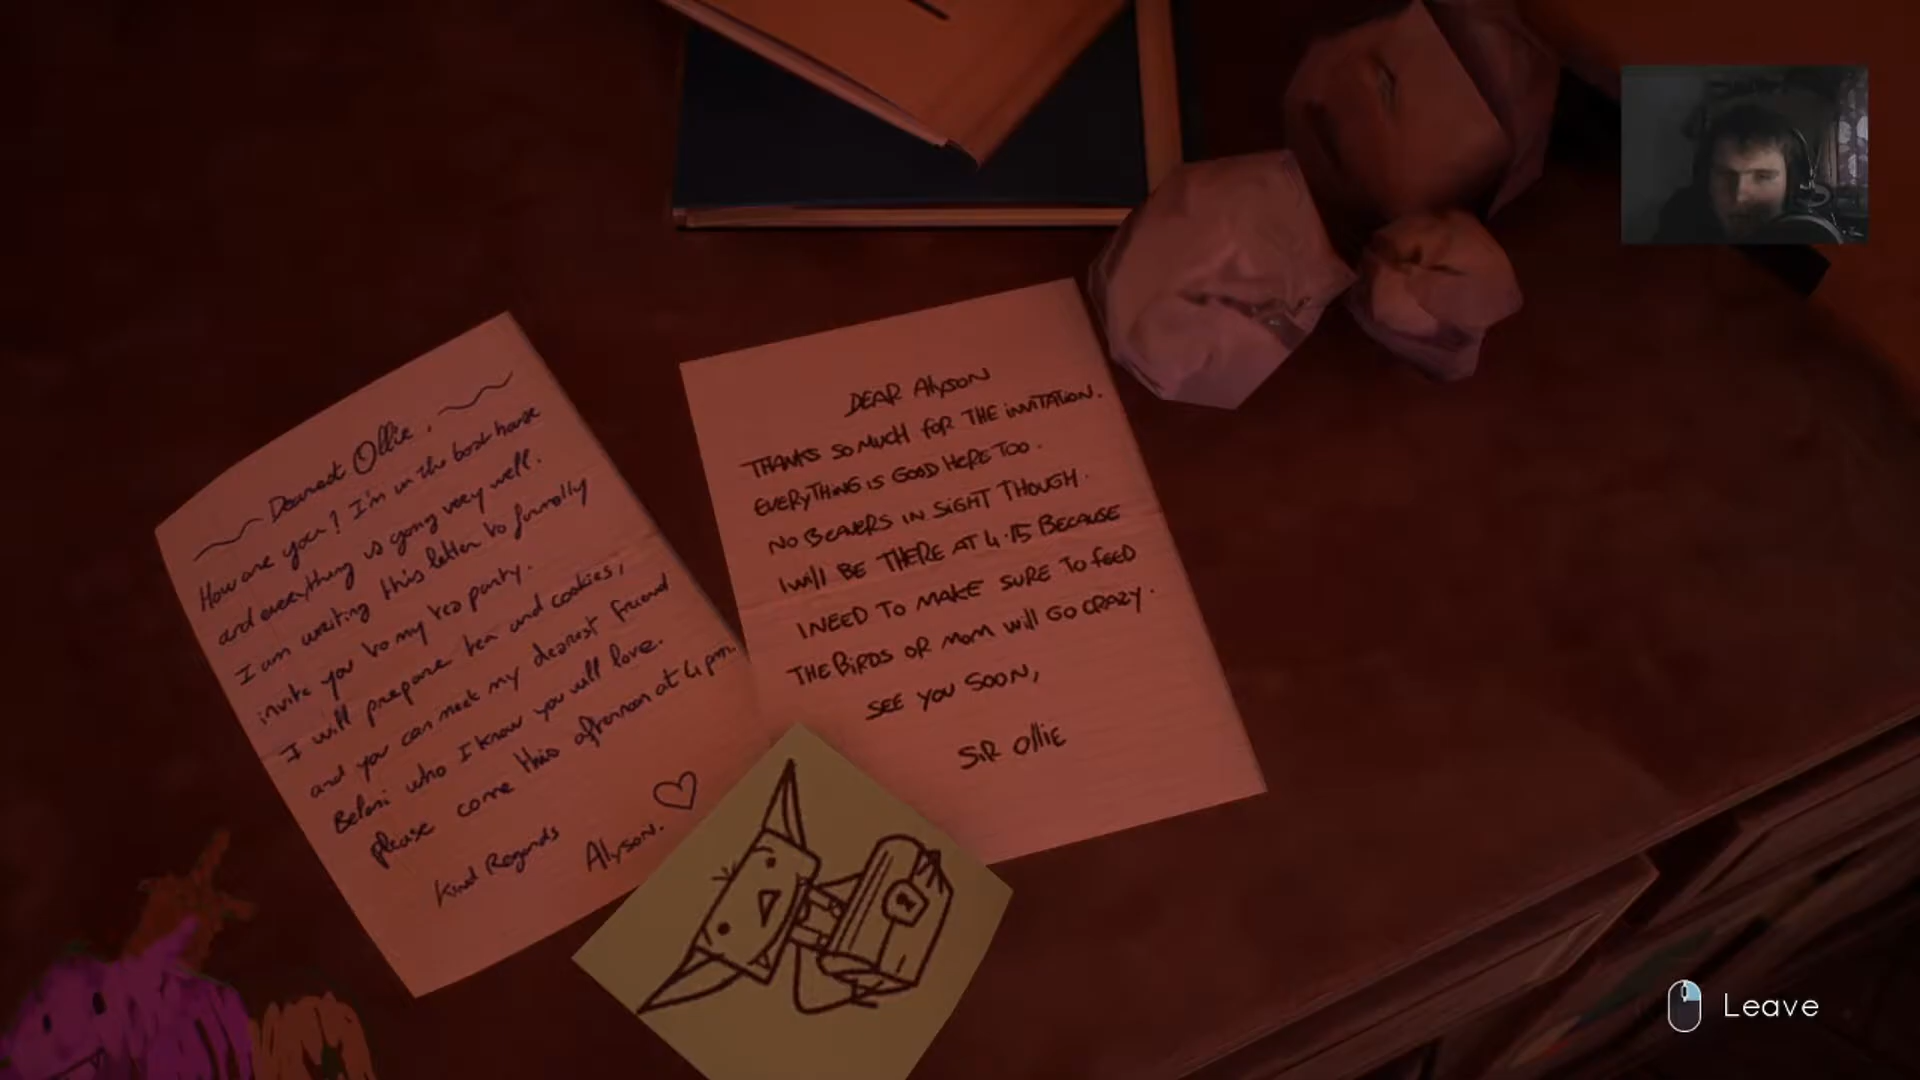 Dearest Ollie,
How are you? I'm in the boat house
and everything is going very well.
I am writing this letter to formally
invite you to my tea party.
I will prepare tea and cookies,
and you can meet my dearest friend
Belosi who I know you will love.
please come this afternoon at 4 pm.
Kind Regards
Alyson.
DEAR Alyson
THANKS SO MUCH FOR THE INVITATION.
EVERYTHING IS GOOD HERE TOO.
NO BEAVERS IN SIGHT THOUGH.
I WILL BE THERE AT 4.15 BECAUSE
I NEED TO MAKE SURE TO FEED
THE BIRDS OR MOM WILL GO CRAZY.
SEE YOU SOON,
SIR OLLIE
Leave